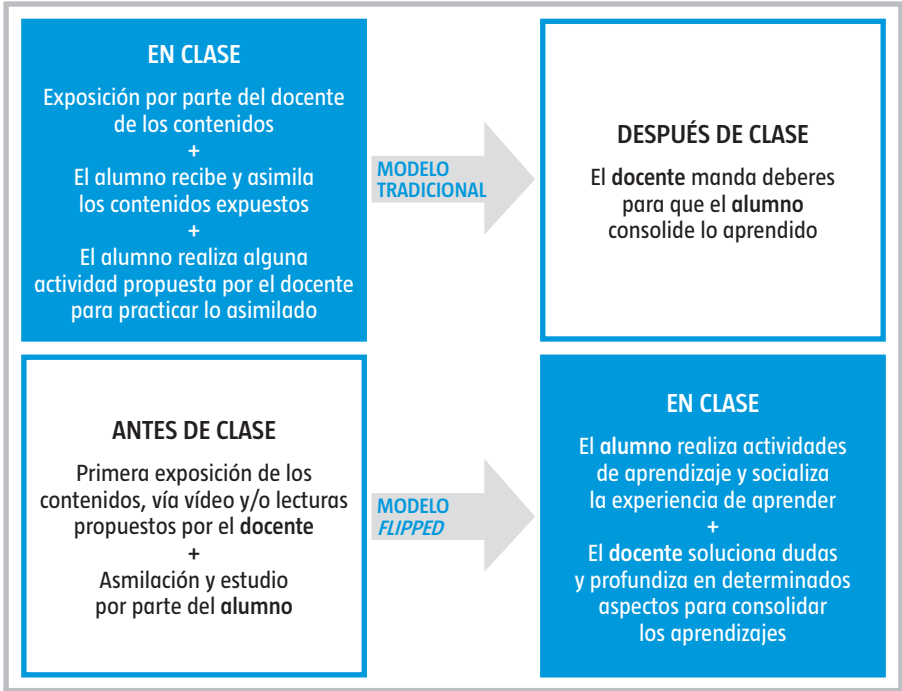 EN CLASE
Exposición por parte del docente
de los contenidos
+
El alumno recibe y asimila
los contenidos expuestos
+
El alumno realiza alguna
actividad propuesta por el docente
para practicar lo asimilado
MODELO
TRADICIONAL
DESPUÉS DE CLASE
El docente manda deberes
para que el alumno
consolide lo aprendido
ANTES DE CLASE
Primera exposición de los
contenidos, vía vídeo y/o lecturas
propuestos por el docente
+
Asmilación y estudio
por parte del alumno
MODELO
FLIPPED
EN CLASE
El alumno realiza actividades
de aprendizaje y socializa
la experiencia de aprender
+
El docente soluciona dudas
y profundiza en determinados
aspectos para consolidar
los aprendizajes